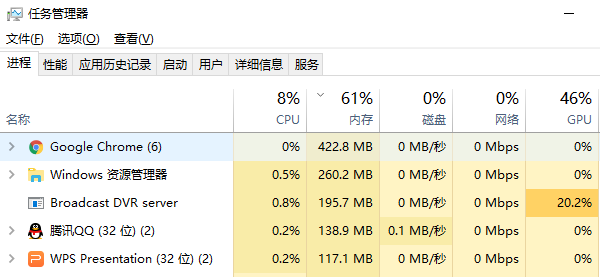 任务管理器
文件(F) 选项(O) 查看(V)
进程 性能 应用历史记录 启动 用户 详细信息 服务
8% 61% 0% 0% 46%
名称 CPU 内存 磁盘 网络 GPU
Google Chrome (6) 0% 422.8 MB 0 MB/秒 0 Mbps 0%
Windows 资源管理器 0.5% 260.2 MB 0 MB/秒 0 Mbps 0%
Broadcast DVR server 0.8% 195.7 MB 0 MB/秒 0 Mbps 20.2%
腾讯QQ (32 位) (2) 0.2% 138.9 MB 0.1 MB/秒 0 Mbps 0%
WPS Presentation (32 位) (2) 0.2% 117.1 MB 0 MB/秒 0 Mbps 0%